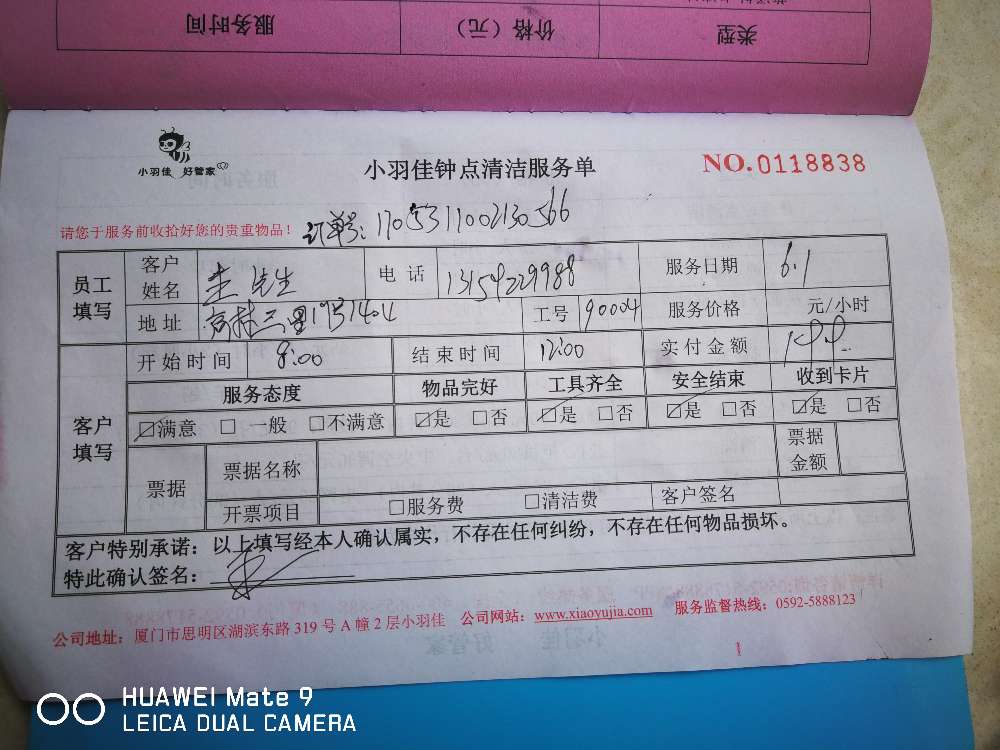 服务时间 价格（元） 类型
小羽佳 好管家
小羽佳钟点清洁服务单
NO.0118838
请您于服务前收拾好您的贵重物品！ 订单号：
员工填写 客户姓名 先生 电话 13154229988 服务日期 6.1
地址 高林三里 工号 90004 服务价格 元/小时
客户填写 开始时间 8:00 结束时间 12:00 实付金额
服务态度 物品完好 工具齐全 安全结束 收到卡片
☑满意 □一般 □不满意 ☑是 □否 ☑是 □否 ☑是 □否 ☑是 □否
票据 票据名称 票据金额
开票项目 □服务费 □清洁费 客户签名
客户特别承诺：以上填写经本人确认属实，不存在任何纠纷，不存在任何物品损坏。
特此确认签名：
公司地址：厦门市思明区湖滨东路 319 号 A 幢 2 层小羽佳 公司网站：www.xiaoyujia.com 服务监督热线：0592-5888123
HUAWEI Mate 9
LEICA DUAL CAMERA